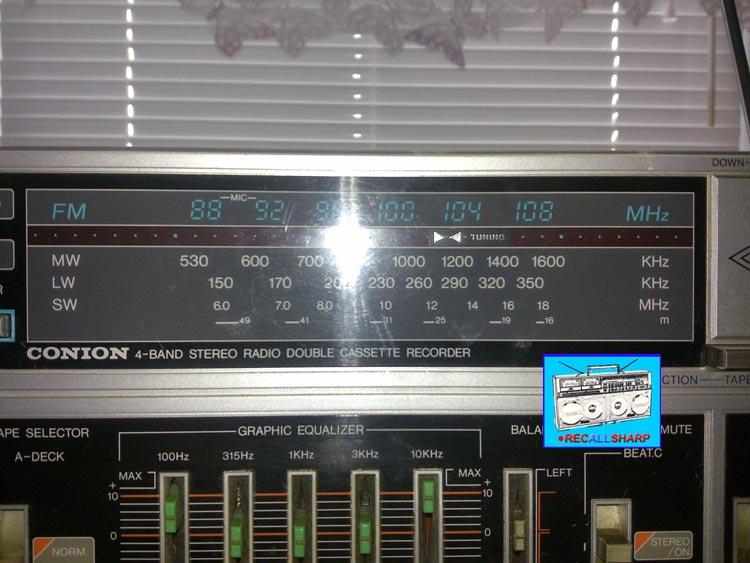 DOWN-
MIC
FM 88 92 100 104 108 MHz
TUNING
MW 530 600 700 1000 1200 1400 1600 KHz
LW 150 170 230 260 290 320 350 KHz
SW 6.0 7.0 8.0 10 12 14 16 18 MHz
49 41 31 25 19 16 m
CONION 4-BAND STEREO RADIO DOUBLE CASSETTE RECORDER
•RECALLSHARP
CTION TAPE
APE SELECTOR GRAPHIC EQUALIZER BALA MUTE
A-DECK 100Hz 315Hz 1KHz 3KHz 10KHz BEAT.C
+ MAX MAX + LEFT
10 10
0 0
NORM. STEREO
/ON